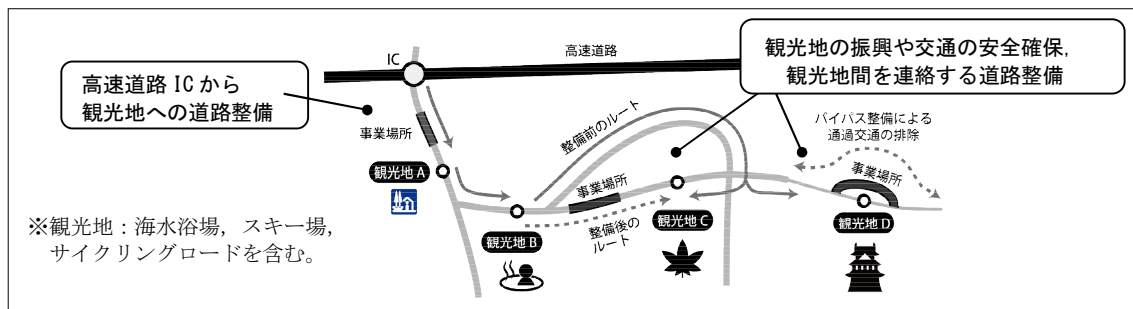 高速道路 IC から
観光地への道路整備
IC
高速道路
観光地の振興や交通の安全確保,
観光地間を連絡する道路整備
バイパス整備による
通過交通の排除
整備前のルート
事業場所
観光地 A
事業場所
事業場所
観光地 B
整備後の
ルート
観光地 C
観光地 D
※観光地：海水浴場，スキー場，
サイクリングロードを含む。